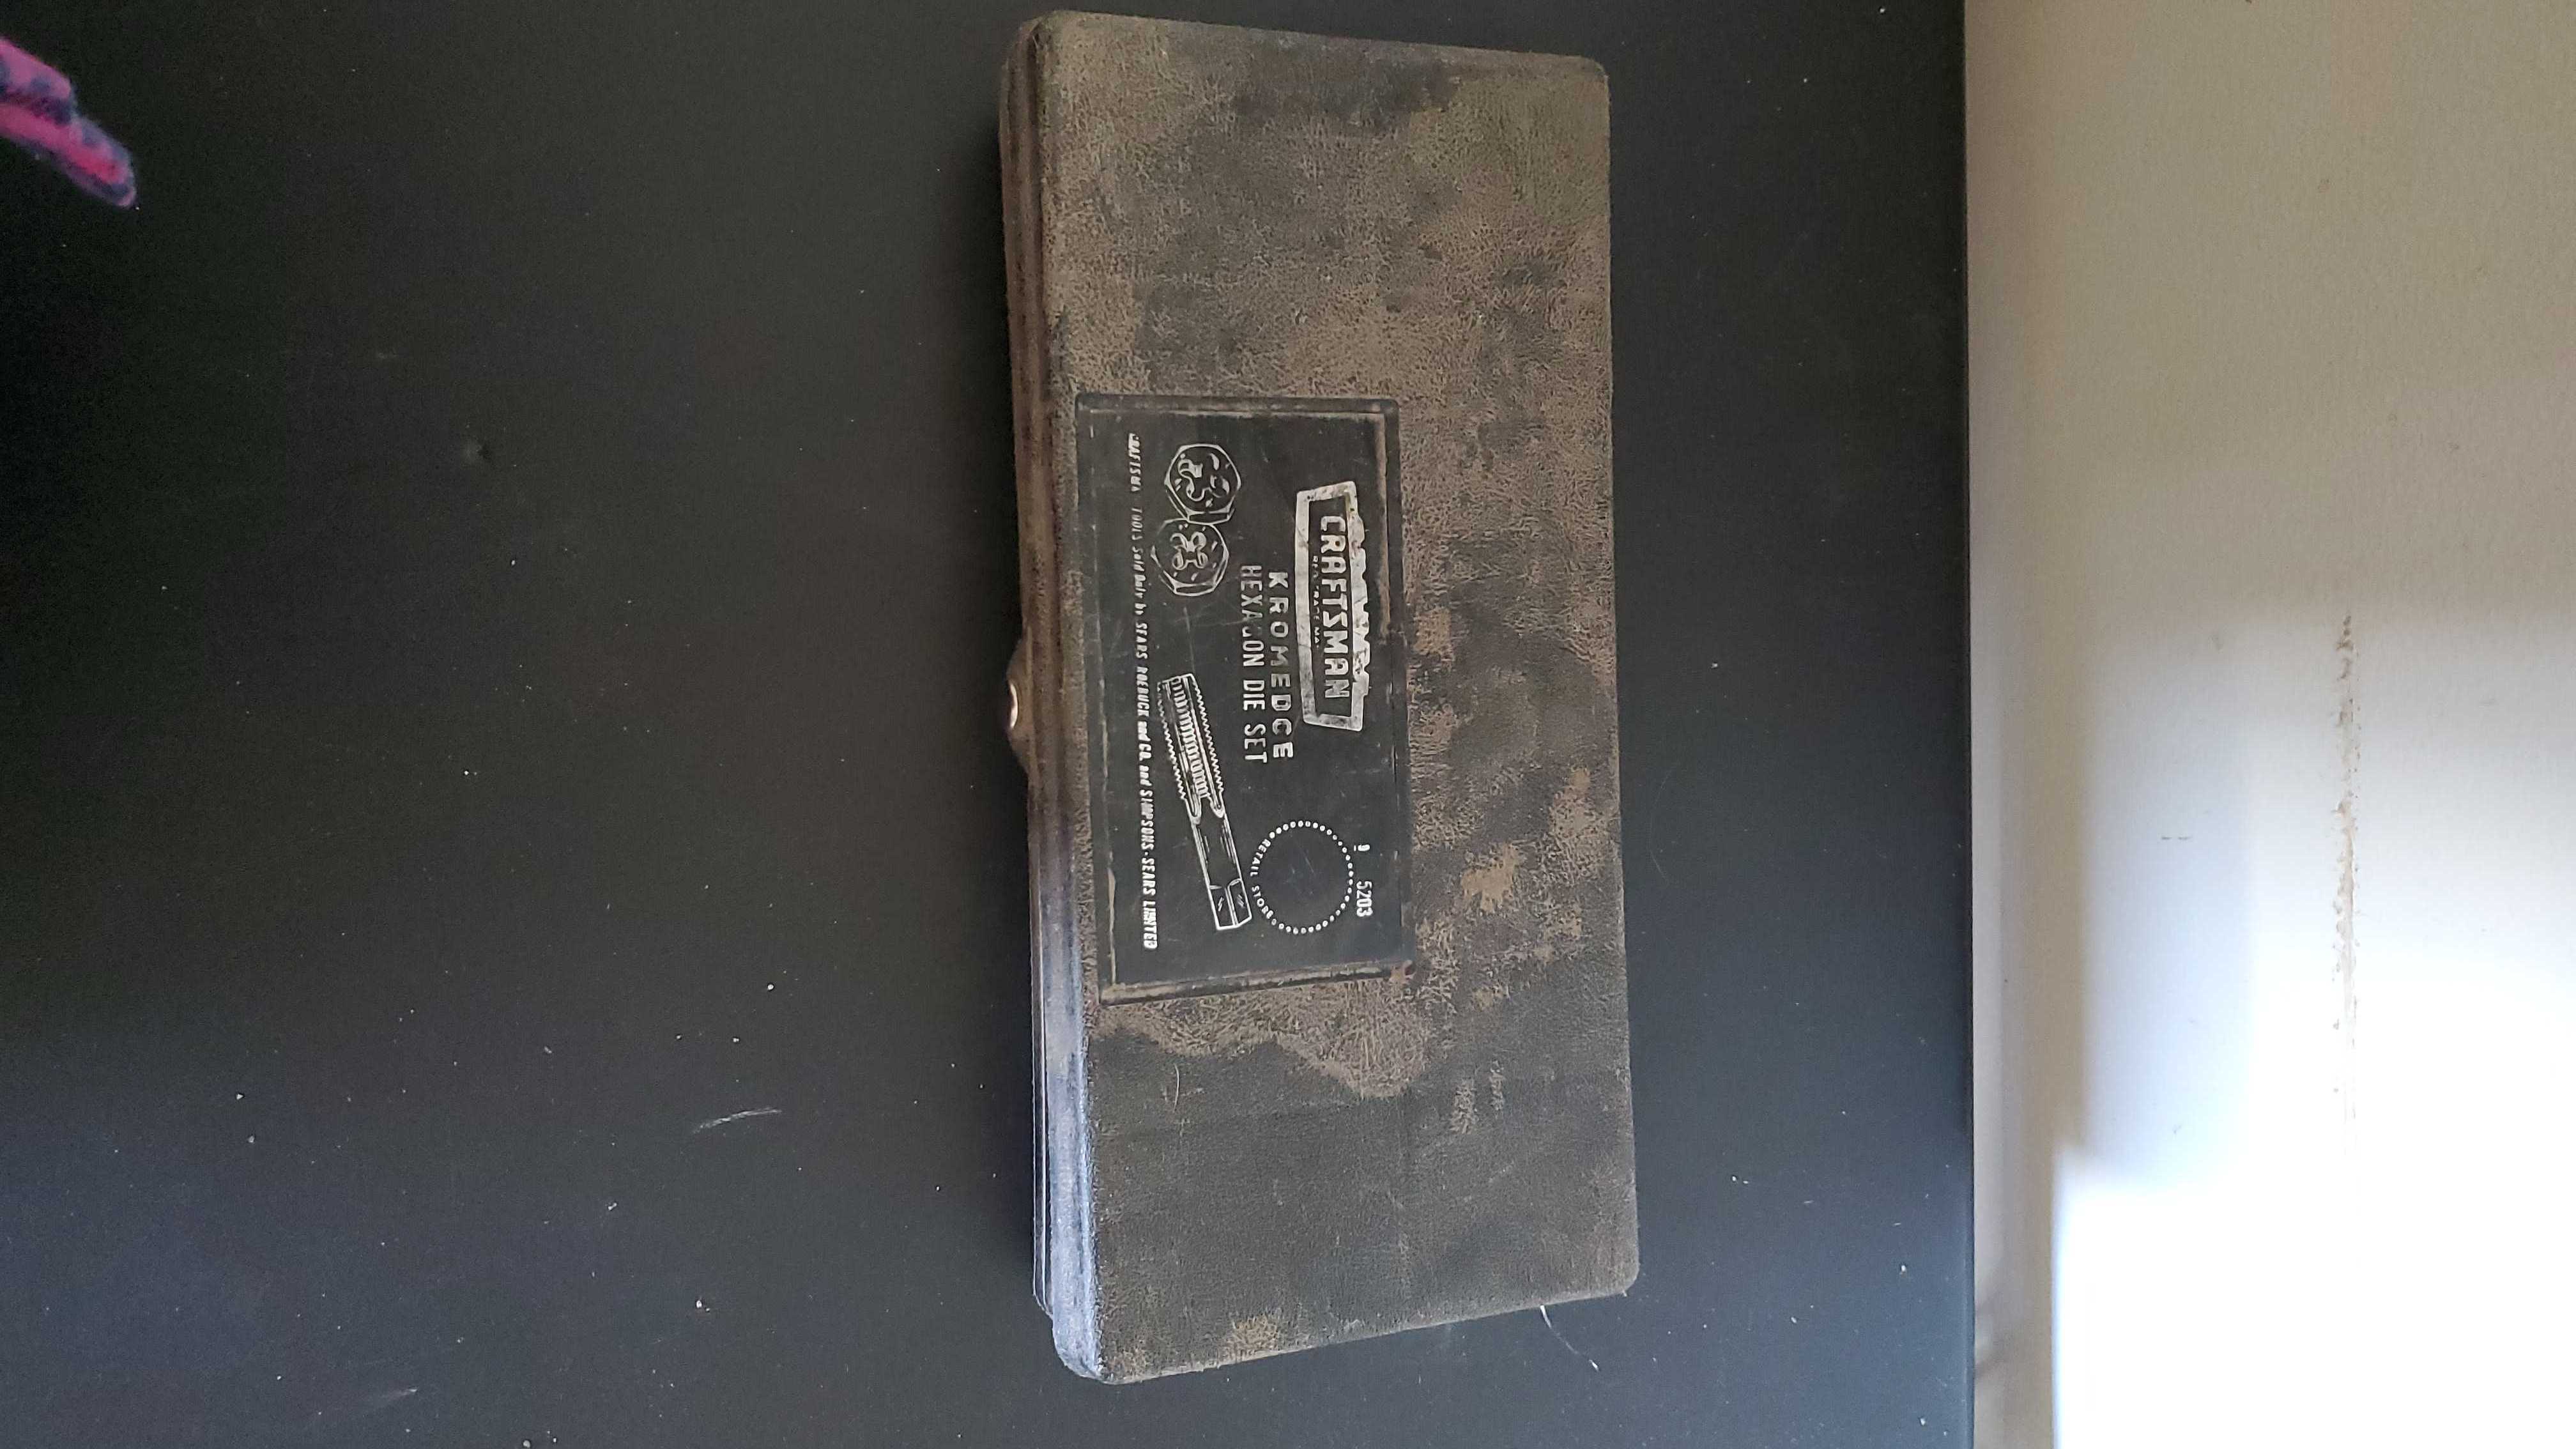 CRAFTSMAN
KROMEDGE
HEXAGON DIE SET
9 5203
RETAIL STORE
CRAFTSMAN TOOLS Sold Only by SEARS ROEBUCK and CO. and SIMPSONS-SEARS LIMITED